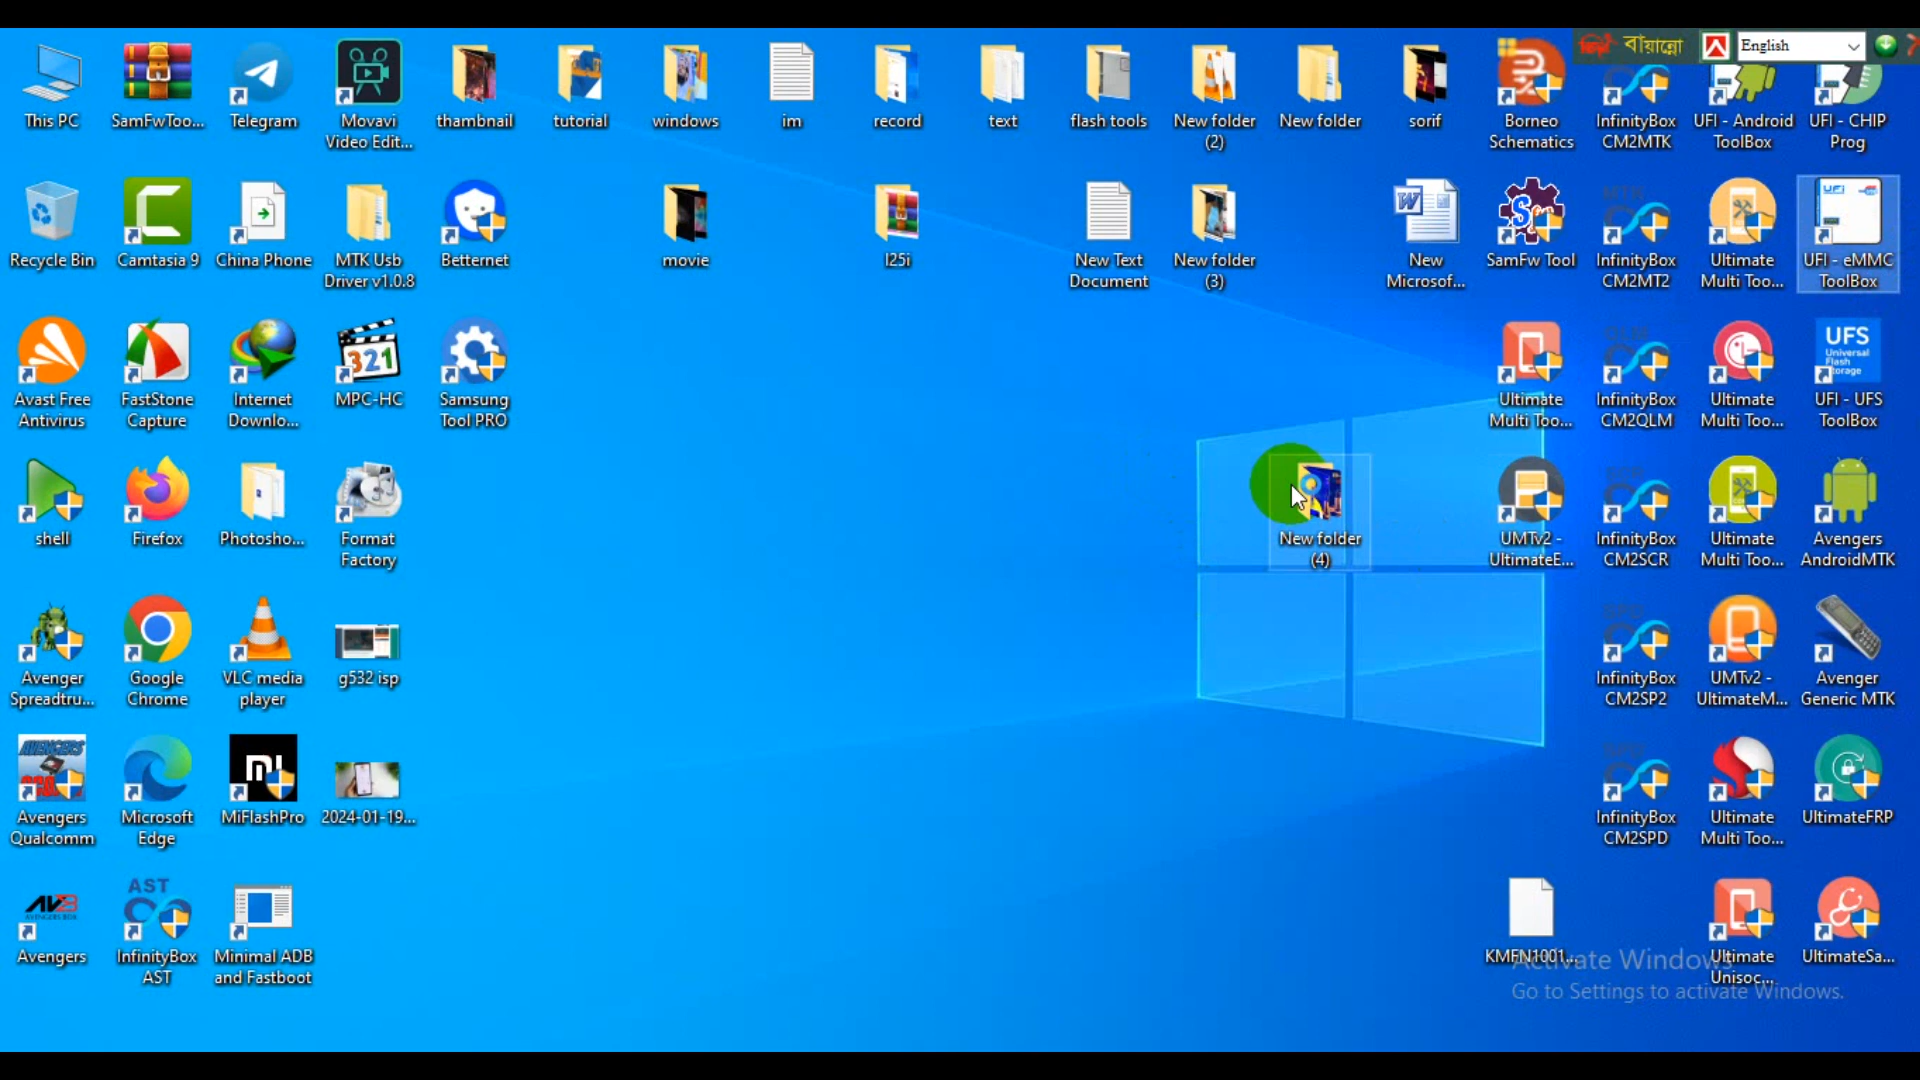 বায়ান্নো
English
This PC
SamFwToo...
Telegram
Movavi
Video Edit...
thambnail
tutorial
windows
im
record
text
flash tools
New folder
(2)
New folder
sorif
Borneo
Schematics
InfinityBox
CM2MTK
UFI - Android
ToolBox
UFI - CHIP
Prog
Recycle Bin
Camtasia 9
China Phone
MTK Usb
Driver v1.0.8
Betternet
movie
l25i
New Text
Document
New folder
(3)
New
Microsof...
SamFw Tool
InfinityBox
CM2MT2
Ultimate
Multi Too...
UFi
UFI - eMMC
ToolBox
Avast Free
Antivirus
FastStone
Capture
Internet
Downlo...
321
MPC-HC
Samsung
Tool PRO
Ultimate
Multi Too...
InfinityBox
CM2QLM
Ultimate
Multi Too...
UFS
Universal
Flash
Storage
UFI - UFS
ToolBox
shell
Firefox
Photosho...
Format
Factory
New folder
(4)
UMTv2 -
UltimateE...
InfinityBox
CM2SCR
Ultimate
Multi Too...
Avengers
AndroidMTK
Avenger
Spreadtru...
Google
Chrome
VLC media
player
g532 isp
InfinityBox
CM2SP2
UMTv2 -
UltimateM...
Avenger
Generic MTK
AVENGERS
Avengers
Qualcomm
Microsoft
Edge
MiFlashPro
2024-01-19...
InfinityBox
CM2SPD
Ultimate
Multi Too...
UltimateFRP
Avengers
AST
InfinityBox
AST
Minimal ADB
and Fastboot
KMFN1001...
Ultimate
Unisoc...
UltimateSa...
Activate Windows
Go to Settings to activate Windows.